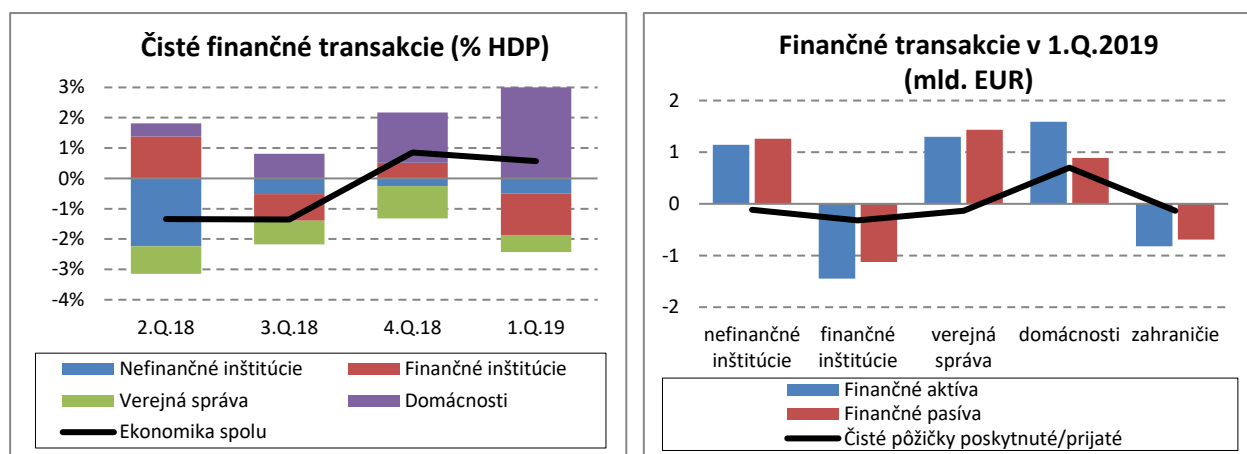 Čisté finančné transakcie (% HDP)
3%
2%
1%
0%
-1%
-2%
-3%
-4%
2.Q.18 3.Q.18 4.Q.18 1.Q.19
Nefinančné inštitúcie Finančné inštitúcie
Verejná správa Domácnosti
Ekonomika spolu
Finančné transakcie v 1.Q.2019
(mld. EUR)
2
1
0
-1
-2
nefinančné finančné verejná domácnosti zahraničie
inštitúcie inštitúcie správa
Finančné aktíva
Finančné pasíva
Čisté pôžičky poskytnuté/prijaté